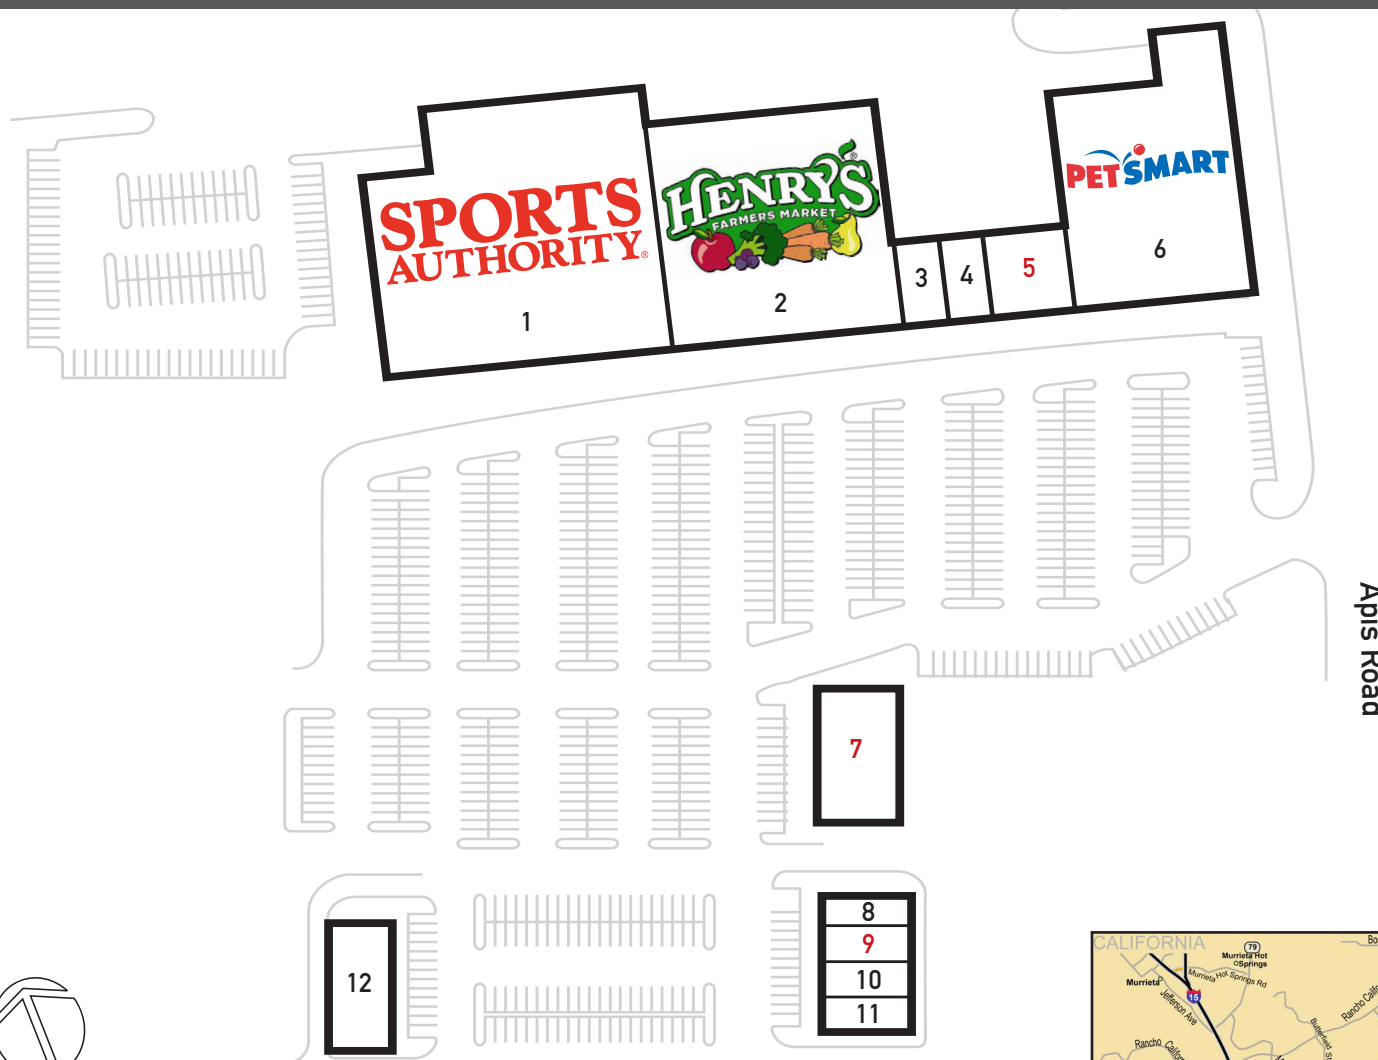 SPORTS
AUTHORITY®
1
HENRY'S®
FARMERS MARKET
2
3
4
5
PETSMART
6
Apis Road
7
8
9
10
11
12
CALIFORNIA
79
Murrieta Hot
Springs
Murrieta
Murrieta Hot Springs Rd
15
Jefferson Ave
Rancho